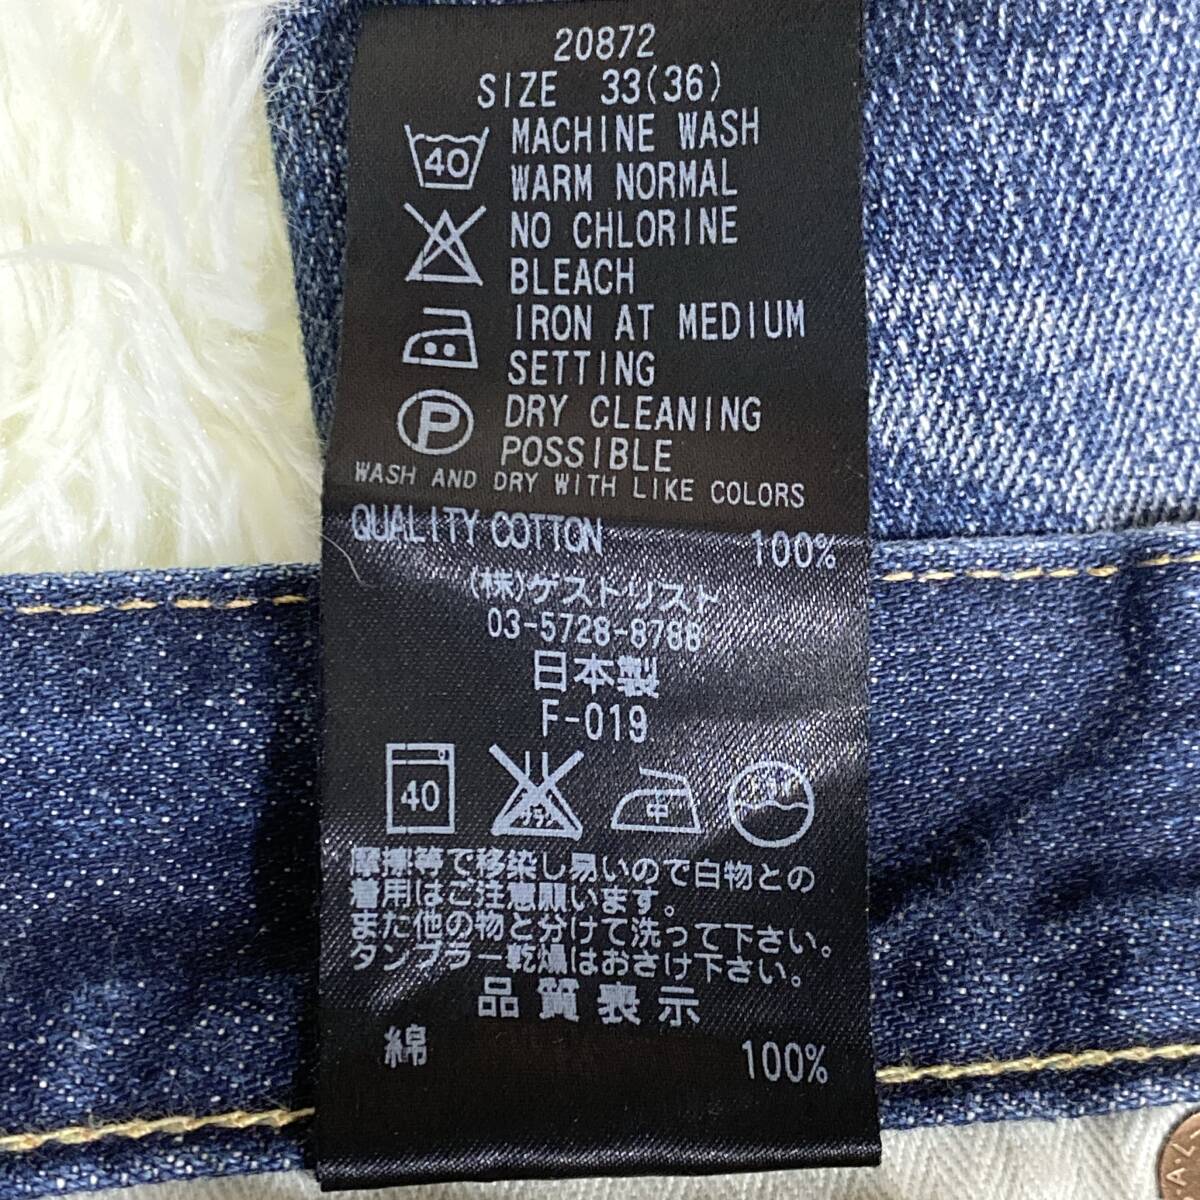 20872
SIZE 33(36)
40 MACHINE WASH
WARM NORMAL
NO CHLORINE
BLEACH
IRON AT MEDIUM
SETTING
P DRY CLEANING
POSSIBLE
WASH AND DRY WITH LIKE COLORS
QUALITY COTTON 100%
(株)ゲストリスト
03-5728-8788
日本製
F-019
40 中
摩擦等で移染し易いので白物との
着用はご注意願います。
また他の物と分けて洗って下さい。
タンブラー乾燥はおさけ下さい。
品質表示
綿 100%